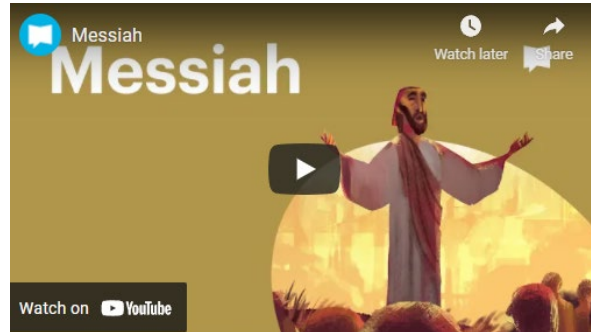 Messiah
Messiah
Watch later
Share
Watch on YouTube